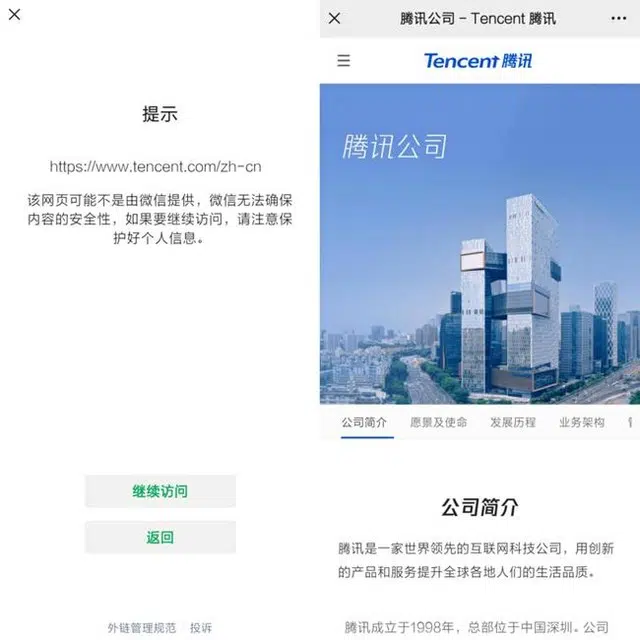 提示
https://www.tencent.com/zh-cn
该网页可能不是由微信提供，微信无法确保
内容的安全性，如果要继续访问，请注意保
护好个人信息。
继续访问
返回
外链管理规范 投诉
腾讯公司 – Tencent 腾讯
Tencent 腾讯
腾讯公司
公司简介 愿景及使命 发展历程 业务架构
公司简介
腾讯是一家世界领先的互联网科技公司，用创新
的产品和服务提升全球各地人们的生活品质。
腾讯成立于1998年，总部位于中国深圳。公司